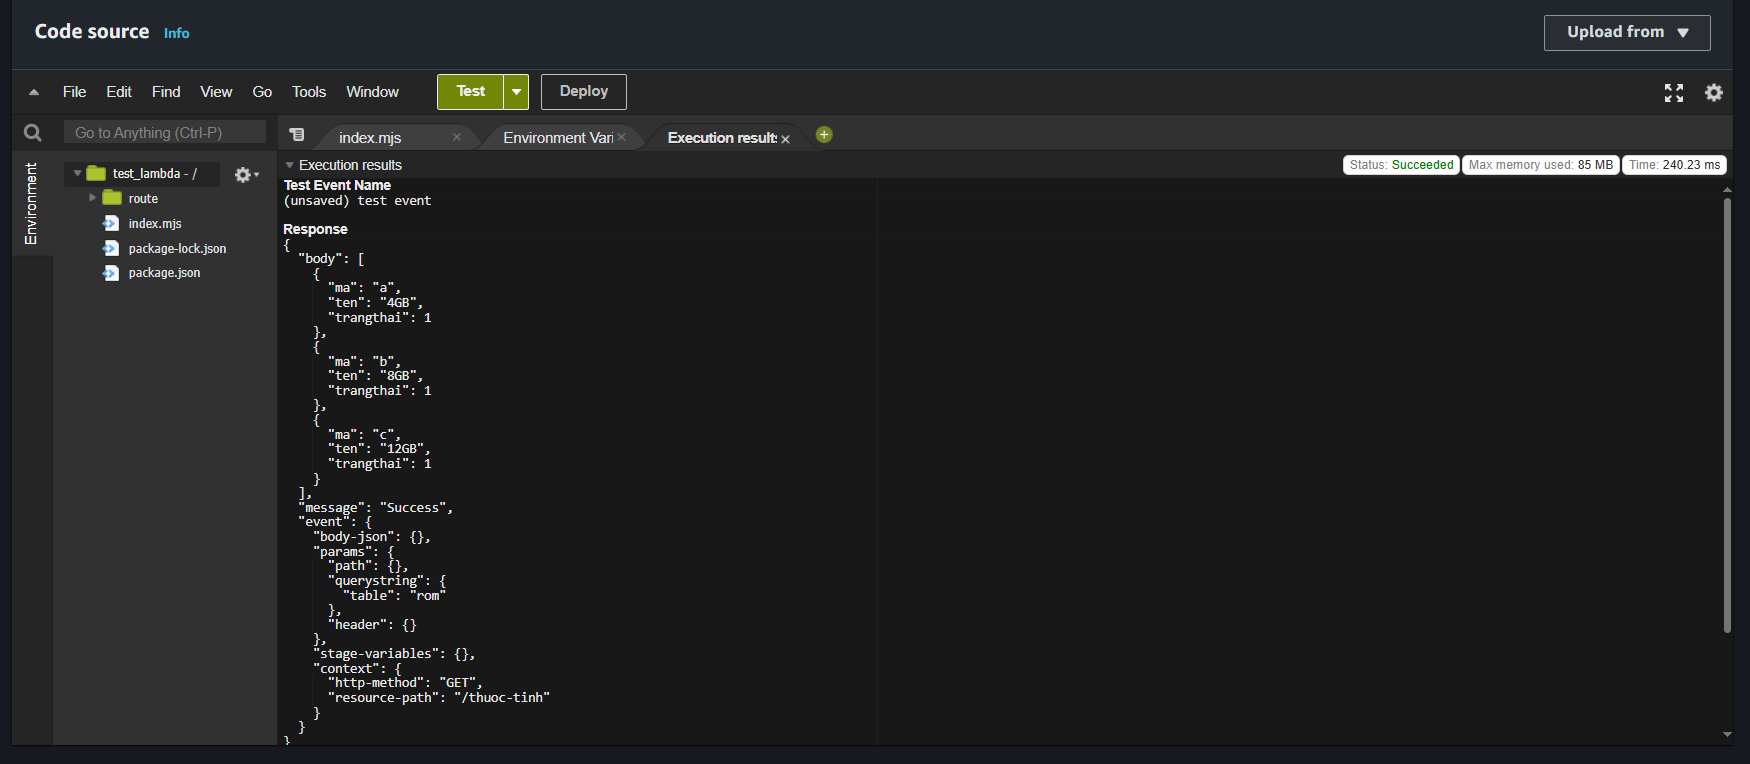 Code source Info
Upload from
File Edit Find View Go Tools Window Test Deploy
Go to Anything (Ctrl-P)
index.mjs Environment Vari Execution result:
Environment
test_lambda - /
route
index.mjs
package-lock.json
package.json
Execution results
Status: Succeeded Max memory used: 85 MB Time: 240.23 ms
Test Event Name
(unsaved) test event
Response
{
"body": [
{
"ma": "a",
"ten": "4GB",
"trangthai": 1
},
{
"ma": "b",
"ten": "8GB",
"trangthai": 1
},
{
"ma": "c",
"ten": "12GB",
"trangthai": 1
}
],
"message": "Success",
"event": {
"body-json": {},
"params": {
"path": {},
"querystring": {
"table": "rom"
},
"header": {}
},
"stage-variables": {},
"context": {
"http-method": "GET",
"resource-path": "/thuoc-tinh"
}
}
}